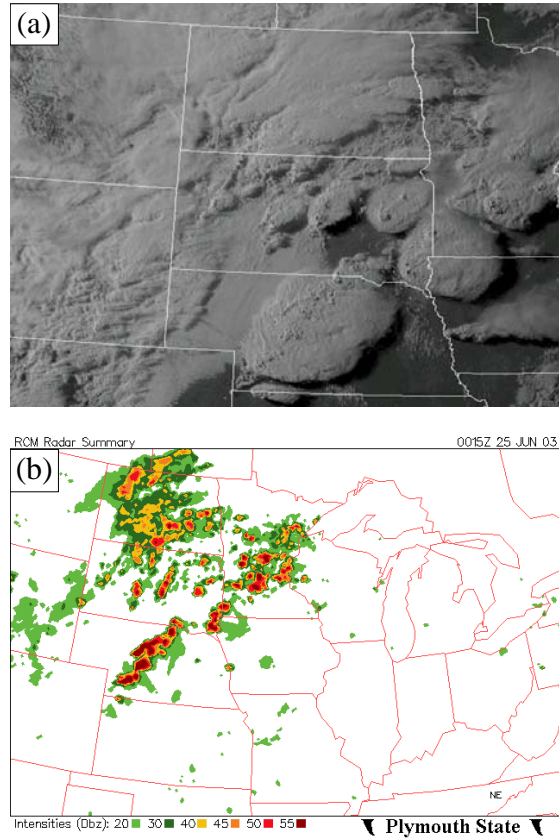 (a)
RCM Radar Summary 0015Z 25 JUN 03
(b)
NE
Intensities (Dbz): 20 30 40 45 50 55 Plymouth State